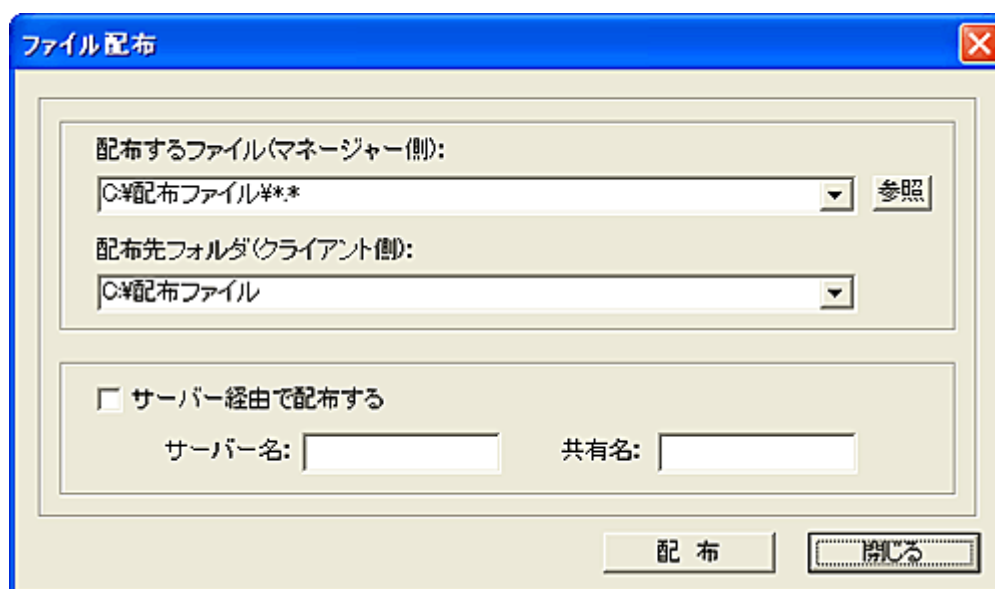 ファイル配布
配布するファイル(マネージャー側):
C:¥配布ファイル¥*.*
参照
配布先フォルダ(クライアント側):
C:¥配布ファイル
サーバー経由で配布する
サーバー名:
共有名:
配 布
閉じる